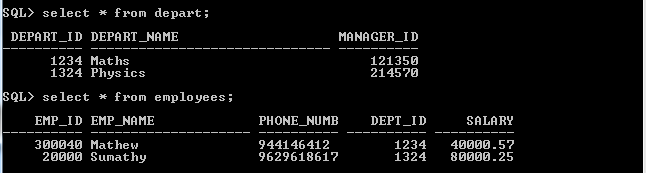 SQL> select * from depart;
DEPART_ID DEPART_NAME MANAGER_ID
---------- ------------------------------ ----------
1234 Maths 121350
1324 Physics 214570
SQL> select * from employees;
EMP_ID EMP_NAME PHONE_NUMB DEPT_ID SALARY
---------- -------------------- ---------- ---------- ----------
300040 Mathew 944146412 1234 40000.57
20000 Sumathy 9629618617 1324 80000.25